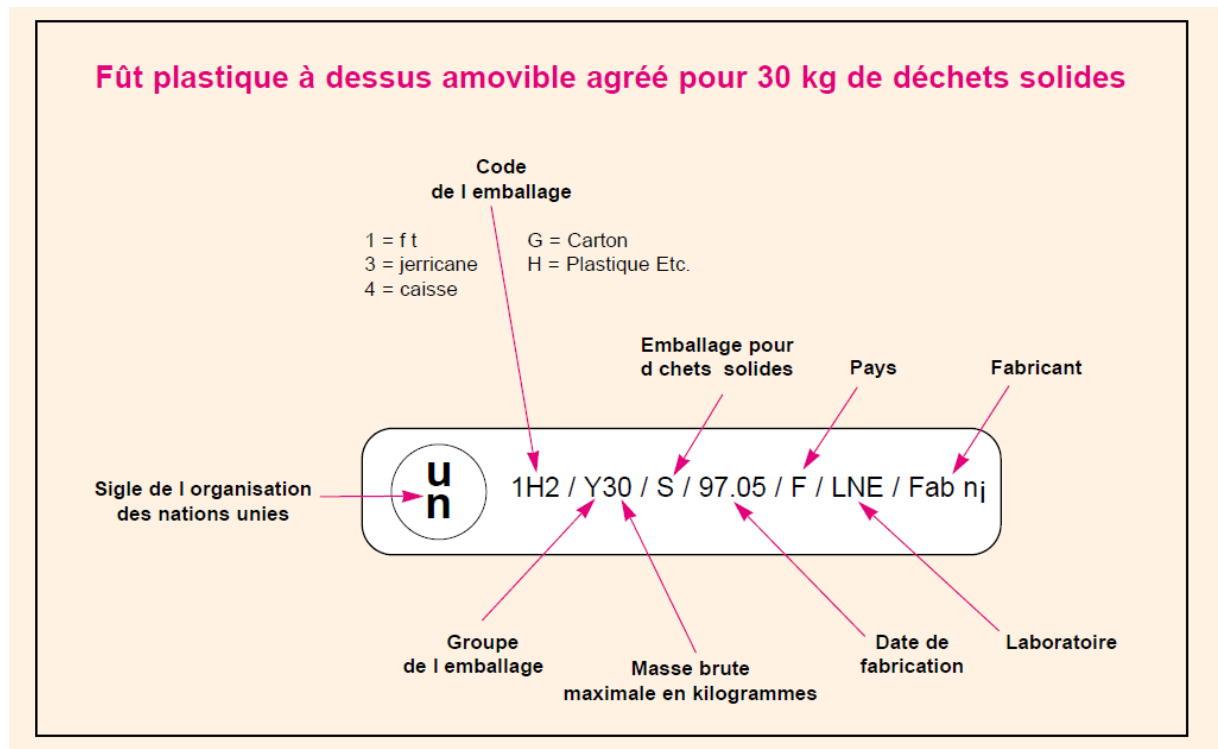 Fût plastique à dessus amovible agréé pour 30 kg de déchets solides
Code
de l emballage
1 = f t
3 = jerricane
4 = caisse
G = Carton
H = Plastique Etc.
Emballage pour
d chets  solides
Pays
Fabricant
Sigle de l organisation
des nations unies
u
n
1H2 / Y30 / S / 97.05 / F / LNE / Fab n¡
Groupe
de l emballage
Masse brute
maximale en kilogrammes
Date de
fabrication
Laboratoire